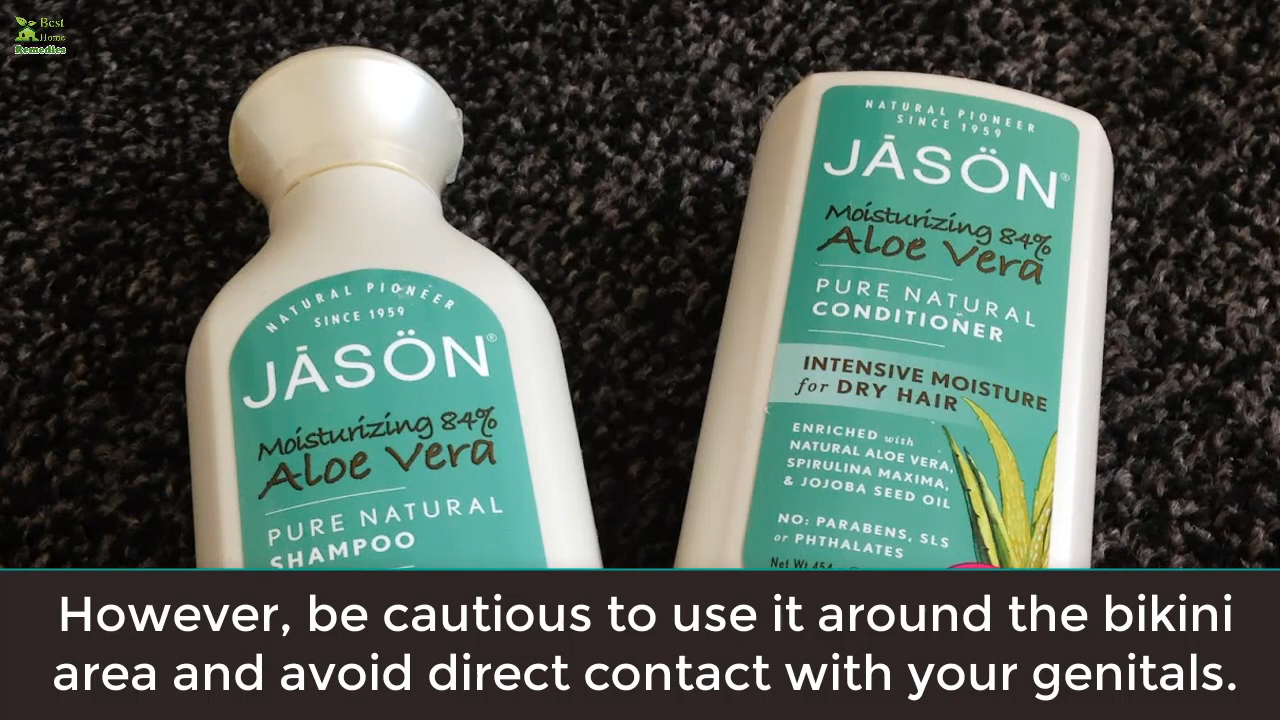 Best
Home
Remedies
NATURAL PIONEER
SINCE 1959
JĀSÖN®
Moisturizing 84%
Aloe Vera
PURE NATURAL
SHAMPOO
NATURAL PIONEER
SINCE 1959
JĀSÖN®
Moisturizing 84%
Aloe Vera
PURE NATURAL
CONDITIONER
INTENSIVE MOISTURE
for DRY HAIR
ENRICHED with
NATURAL ALOE VERA,
SPIRULINA MAXIMA,
& JOJOBA SEED OIL
NO: PARABENS, SLS
or PHTHALATES
Net Wt 454
However, be cautious to use it around the bikini
area and avoid direct contact with your genitals.